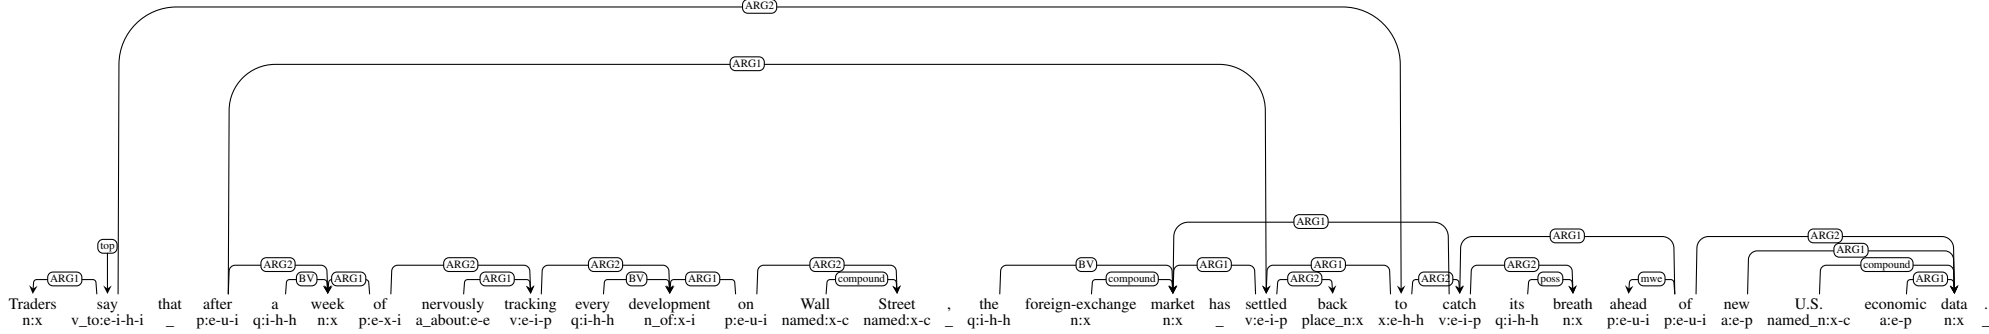 ARG2
ARG1
ARG1
top ARG2 ARG1
ARG1 ARG2 BV ARG1 ARG2 ARG1 ARG2 BV ARG1 ARG2 compound BV compound ARG1 ARG2 ARG1 ARG2 ARG2 poss mwe ARG1 compound ARG1
Traders say that after a week of nervously tracking every development on Wall Street , the foreign-exchange market has settled back to catch its breath ahead of new U.S. economic data .
n:x v_to:e-i-h-i _ p:e-u-i q:i-h-h n:x p:e-x-i a_about:e-e v:e-i-p q:i-h-h n_of:x-i p:e-u-i named:x-c named:x-c _ q:i-h-h n:x n:x _ v:e-i-p place_n:x x:e-h-h v:e-i-p q:i-h-h n:x p:e-u-i p:e-u-i a:e-p named_n:x-c a:e-p n:x _